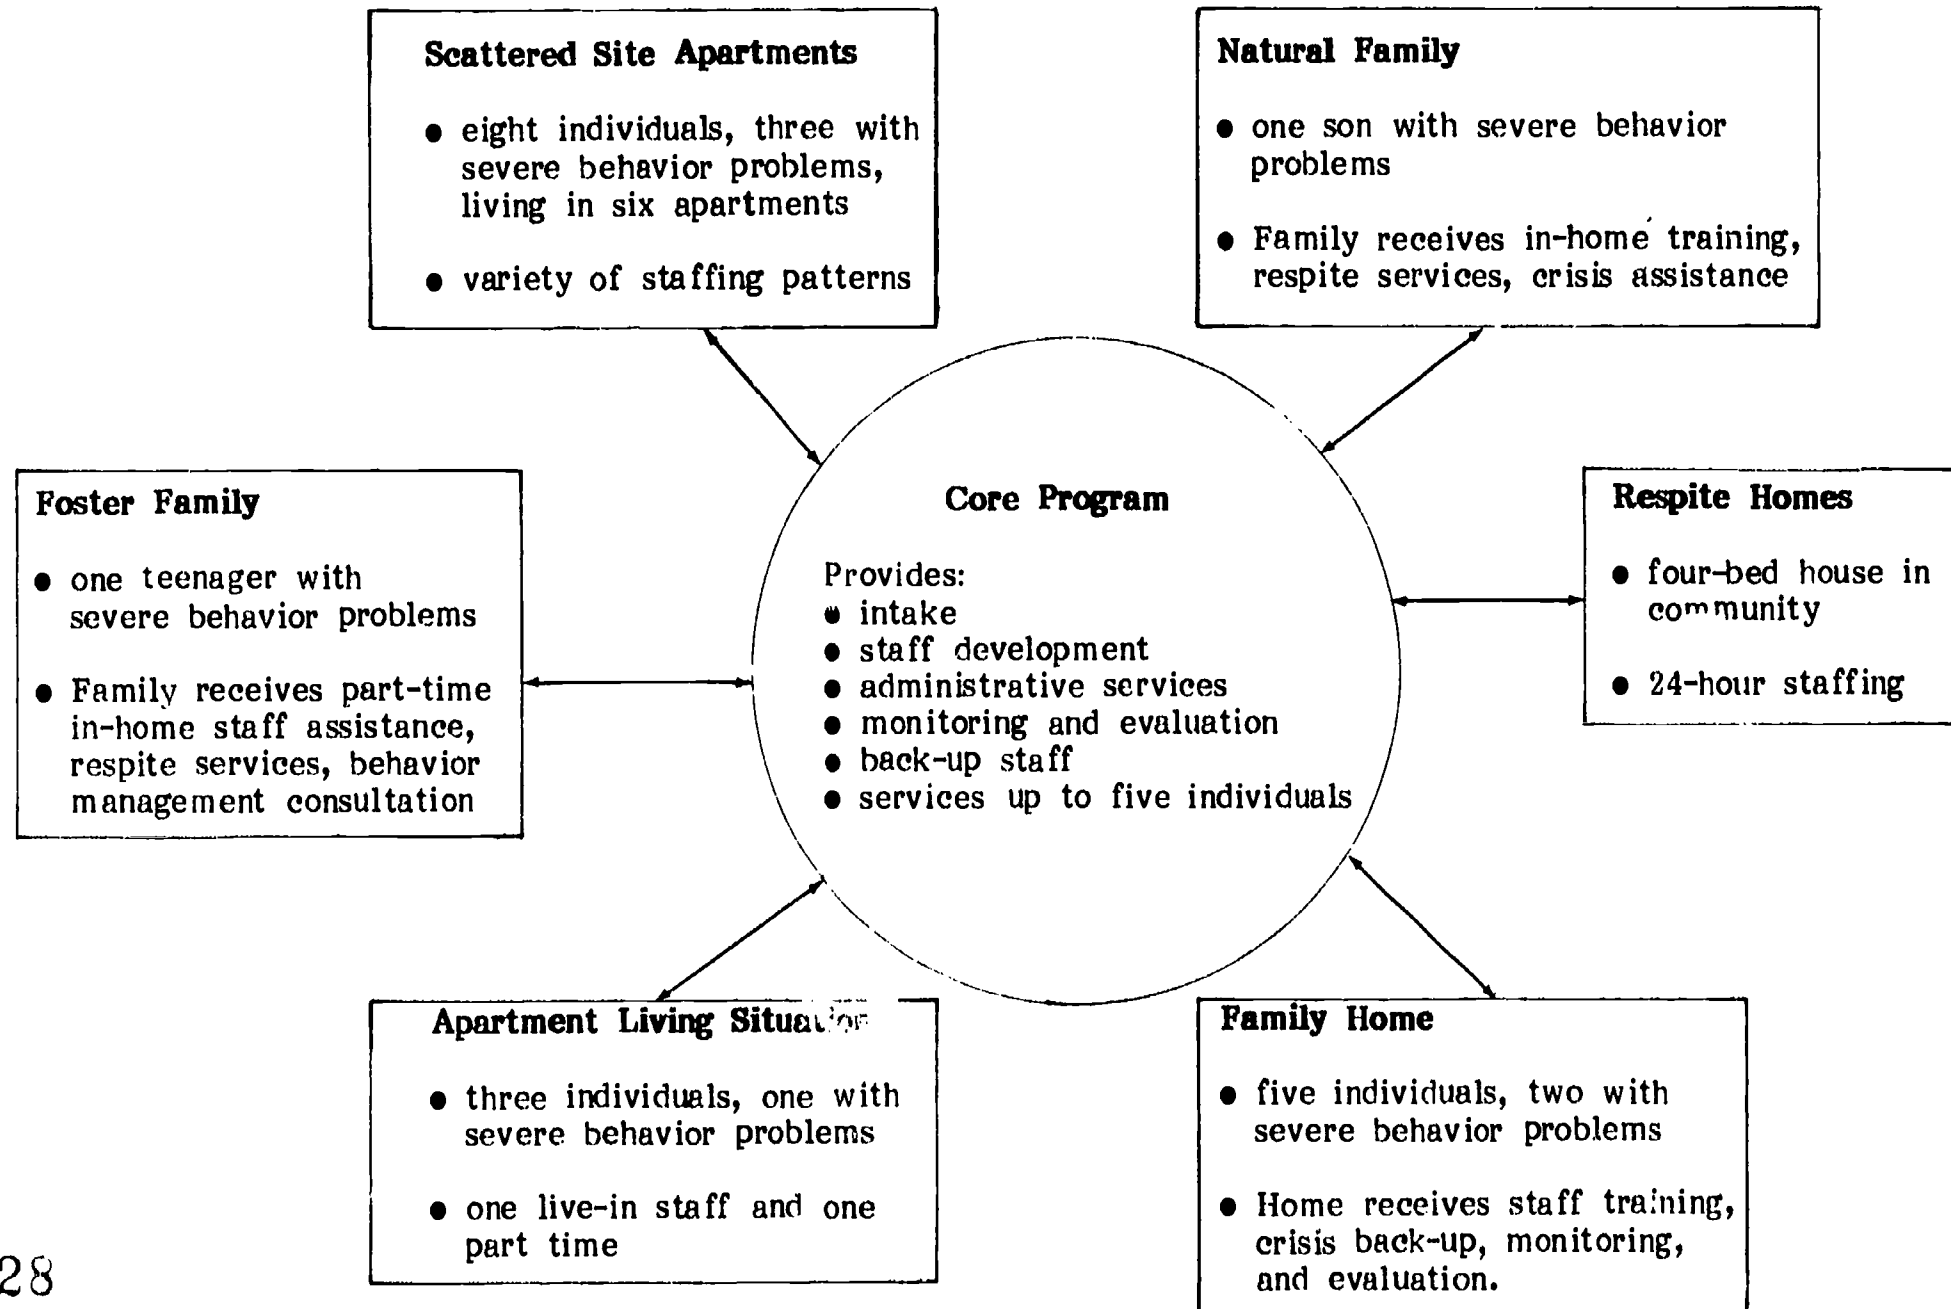 Scattered Site Apartments
● eight individuals, three with
severe behavior problems,
living in six apartments
● variety of staffing patterns
Natural Family
● one son with severe behavior
problems
● Family receives in-home training,
respite services, crisis assistance
Foster Family
● one teenager with
severe behavior problems
● Family receives part-time
in-home staff assistance,
respite services, behavior
management consultation
Core Program
Provides:
● intake
● staff development
● administrative services
● monitoring and evaluation
● back-up staff
● services up to five individuals
Respite Homes
● four-bed house in
community
● 24-hour staffing
Apartment Living Situation
● three individuals, one with
severe behavior problems
● one live-in staff and one
part time
Family Home
● five individuals, two with
severe behavior problems
● Home receives staff training,
crisis back-up, monitoring,
and evaluation.
28